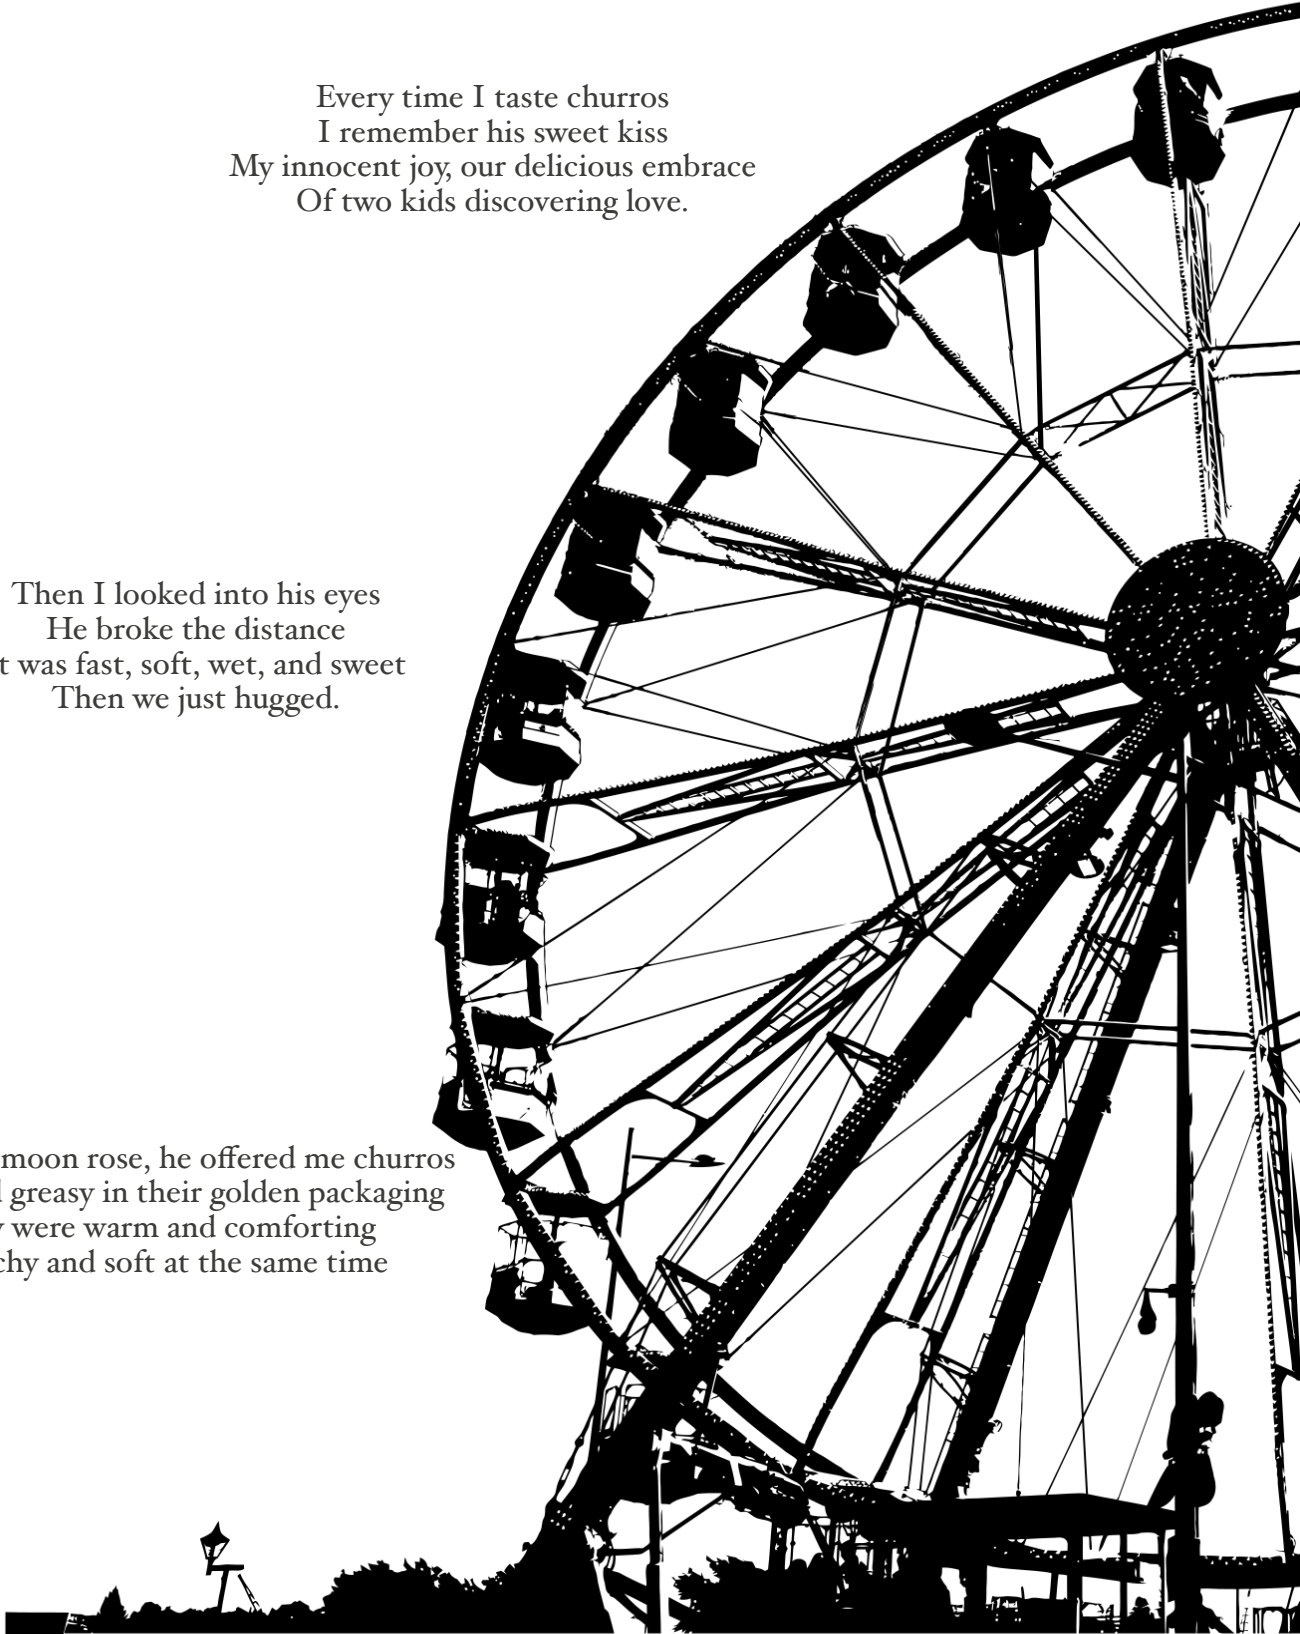 Every time I taste churros
I remember his sweet kiss
My innocent joy, our delicious embrace
Of two kids discovering love.
Then I looked into his eyes
He broke the distance
t was fast, soft, wet, and sweet
Then we just hugged.
moon rose, he offered me churros
greasy in their golden packaging
were warm and comforting
chy and soft at the same time